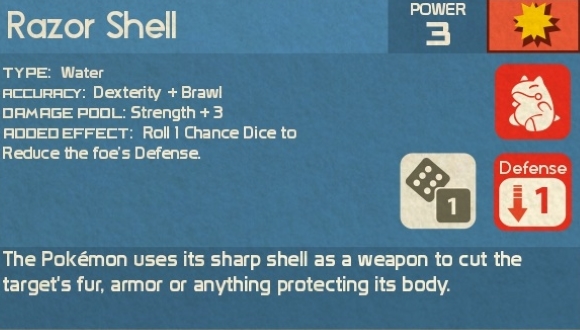 Razor Shell
POWER
3
TYPE: Water
ACCURACY: Dexterity + Brawl
DAMAGE POOL: Strength + 3
ADDED EFFECT: Roll 1 Chance Dice to
Reduce the foe's Defense.
1
Defense
1
The Pokémon uses its sharp shell as a weapon to cut the
target's fur, armor or anything protecting its body.